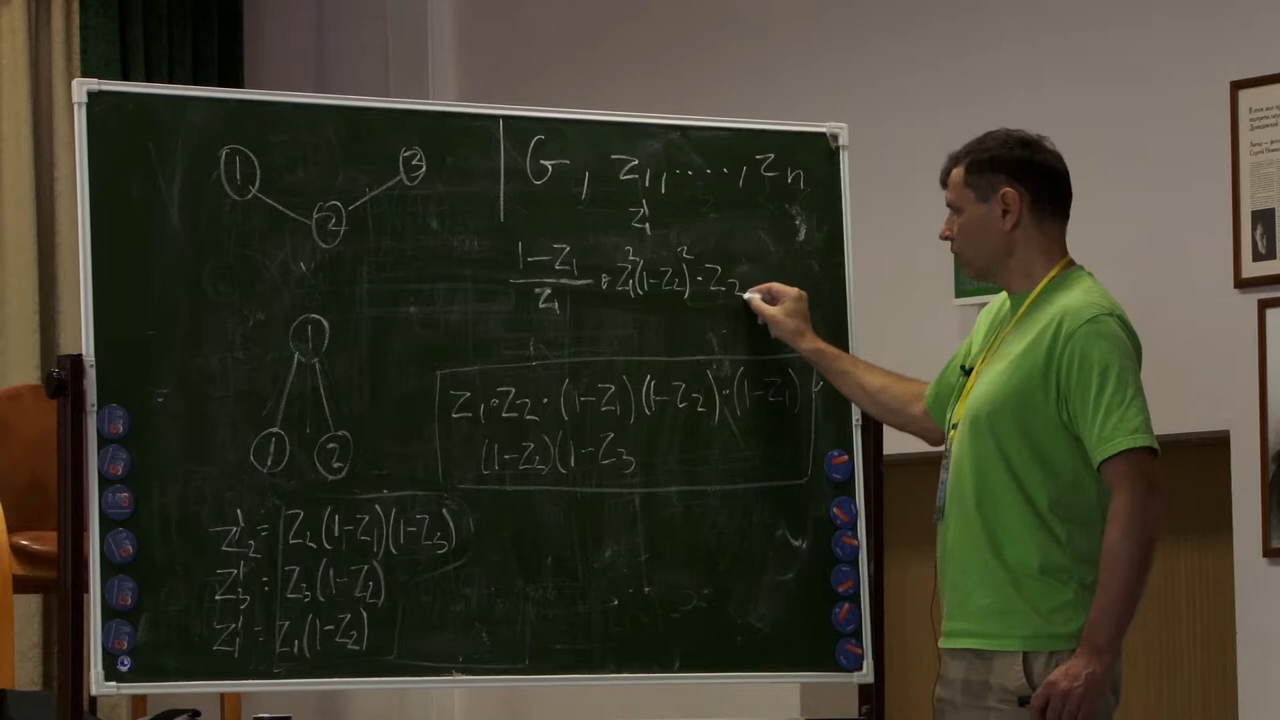 1 3
2
G, z₁, ....., zₙ
z₁'
(1-z₁)/z₁ · z₁²(1-z₂)² · z₂
1
1 2
z₁·z₂·(1-z₁)(1-z₂)·(1-z₁)
(1-z₂)(1-z₃
z₂' = z₂(1-z₁)(1-z₃)
z₃' = z₃(1-z₂)
z₁' = z₁(1-z₂)